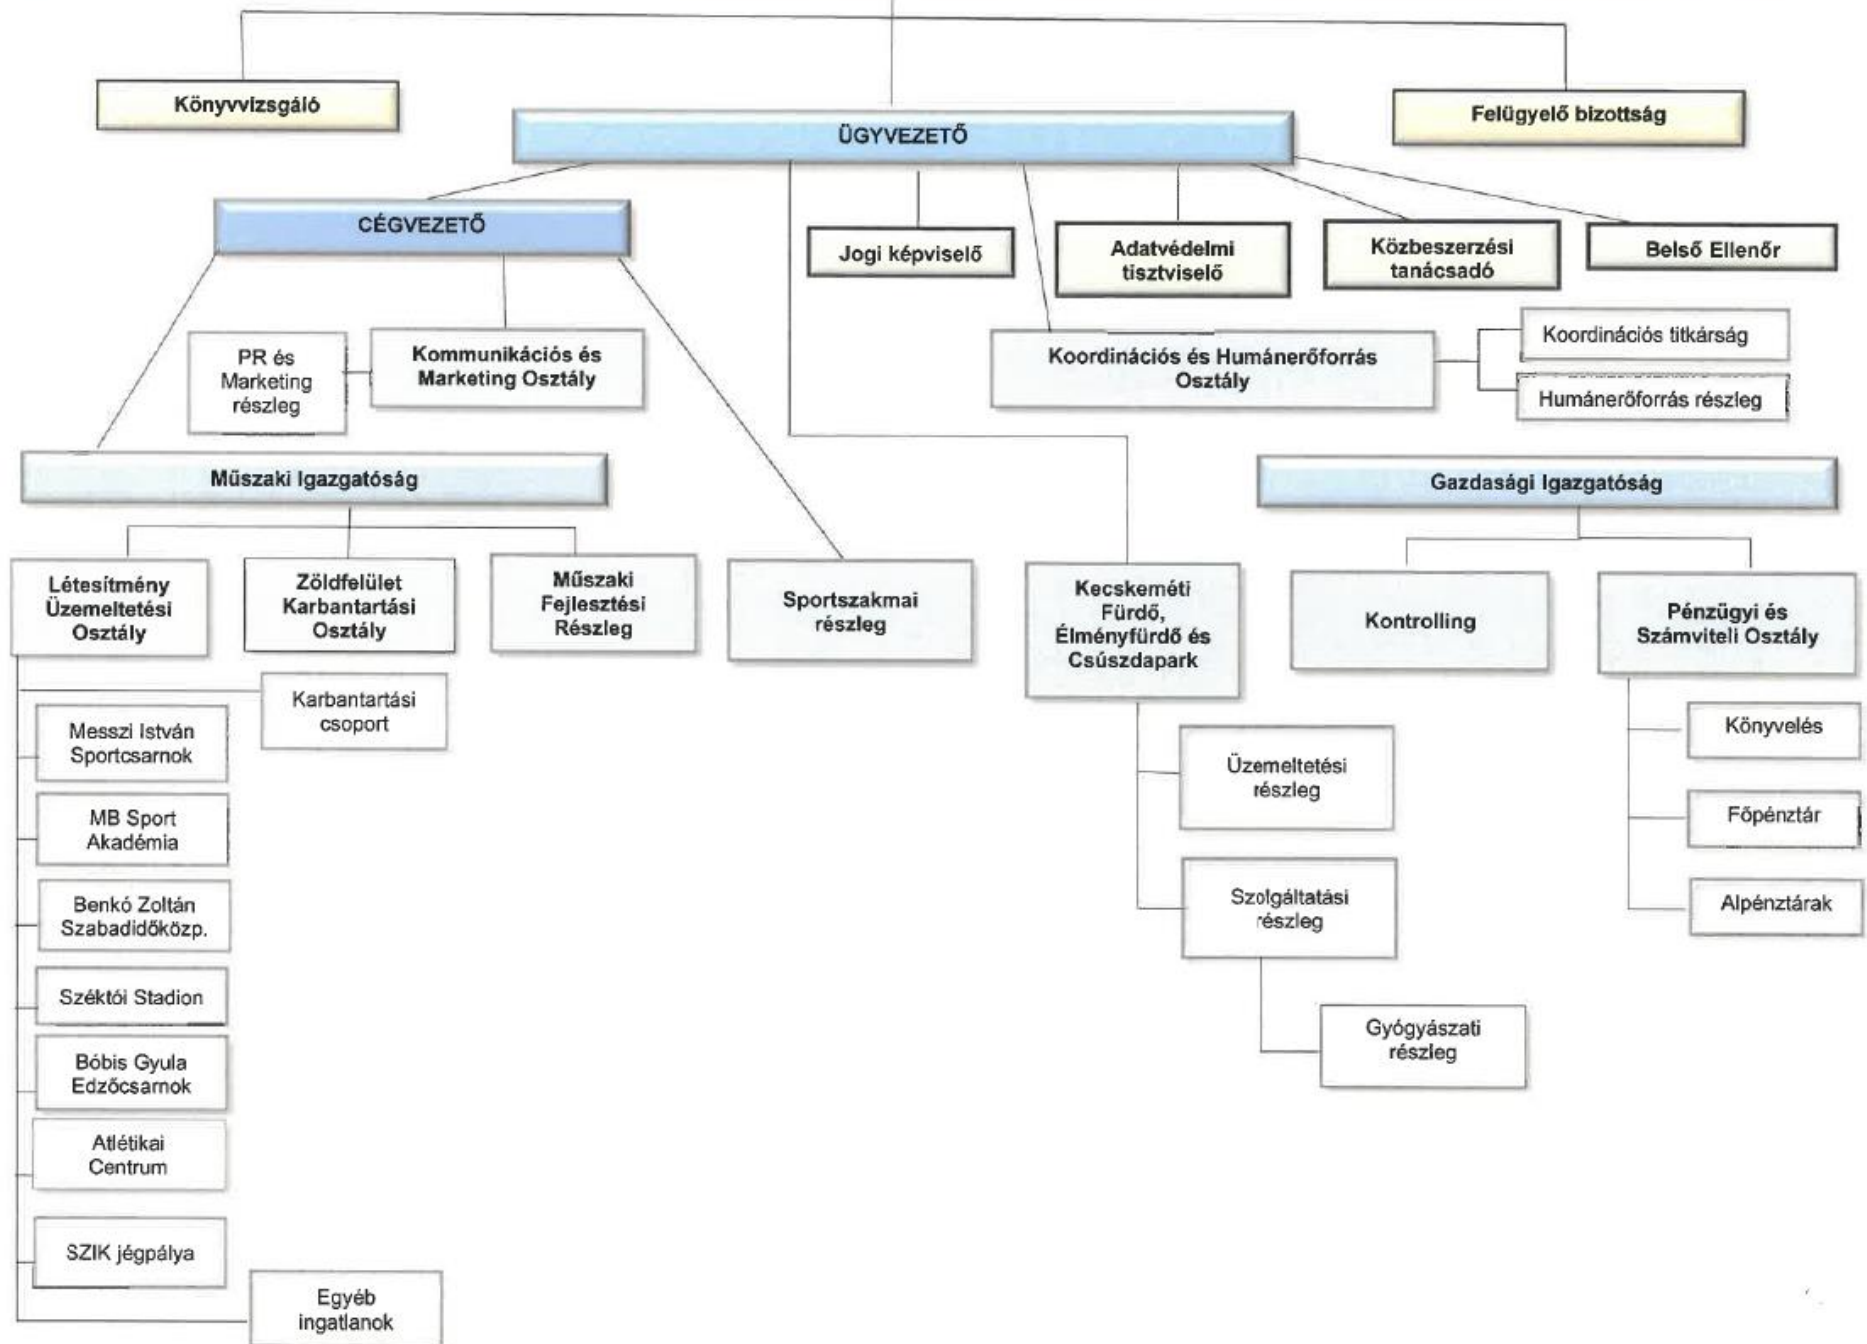 Könyvvizsgáló
Felügyelő bizottság
ÜGYVEZETŐ
CÉGVEZETŐ
Jogi képviselő
Adatvédelmi
tisztviselő
Közbeszerzési
tanácsadó
Belső Ellenőr
PR és
Marketing
részleg
Kommunikációs és
Marketing Osztály
Koordinációs és Humánerőforrás
Osztály
Koordinációs titkárság
Humánerőforrás részleg
Műszaki Igazgatóság
Gazdasági Igazgatóság
Létesítmény
Üzemeltetési
Osztály
Zöldfelület
Karbantartási
Osztály
Műszaki
Fejlesztési
Részleg
Sportszakmai
részleg
Kecskeméti
Fürdő,
Élményfürdő és
Csúszdapark
Kontrolling
Pénzügyi és
Számviteli Osztály
Karbantartási
csoport
Messzi István
Sportcsarnok
MB Sport
Akadémia
Benkó Zoltán
Szabadidőközp.
Széktói Stadion
Bóbis Gyula
Edzőcsarnok
Atlétikai
Centrum
SZIK jégpálya
Egyéb
ingatlanok
Üzemeltetési
részleg
Szolgáltatási
részleg
Gyógyászati
részleg
Könyvelés
Főpénztár
Alpénztárak